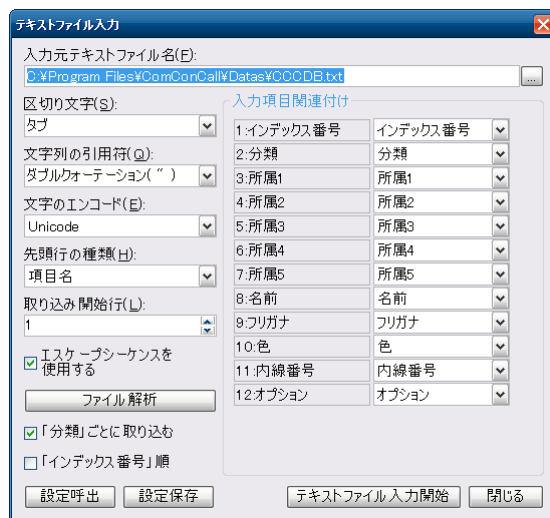 テキストファイル入力
入力元テキストファイル名(F):
C:¥Program Files¥ComConCall¥Datas¥CCCDB.txt
...
区切り文字(S):
タブ
文字列の引用符(Q):
ダブルクォーテーション( ″ )
文字のエンコード(E):
Unicode
先頭行の種類(H):
項目名
取り込み開始行(L):
1
エスケープシーケンスを
使用する
ファイル解析
「分類」ごとに取り込む
「インデックス番号」順
設定呼出 設定保存
入力項目関連付け
1:インデックス番号 インデックス番号
2:分類 分類
3:所属1 所属1
4:所属2 所属2
5:所属3 所属3
6:所属4 所属4
7:所属5 所属5
8:名前 名前
9:フリガナ フリガナ
10:色 色
11:内線番号 内線番号
12:オプション オプション
テキストファイル入力開始 閉じる